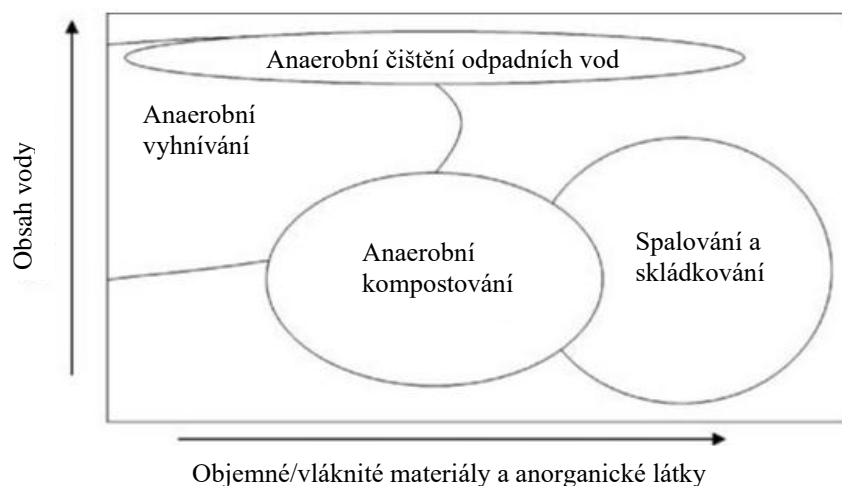 Anaerobní čištění odpadních vod
Anaerobní
vyhnívání
Obsah vody
Anaerobní
kompostování
Spalování a
skládkování
Objemné/vláknité materiály a anorganické látky